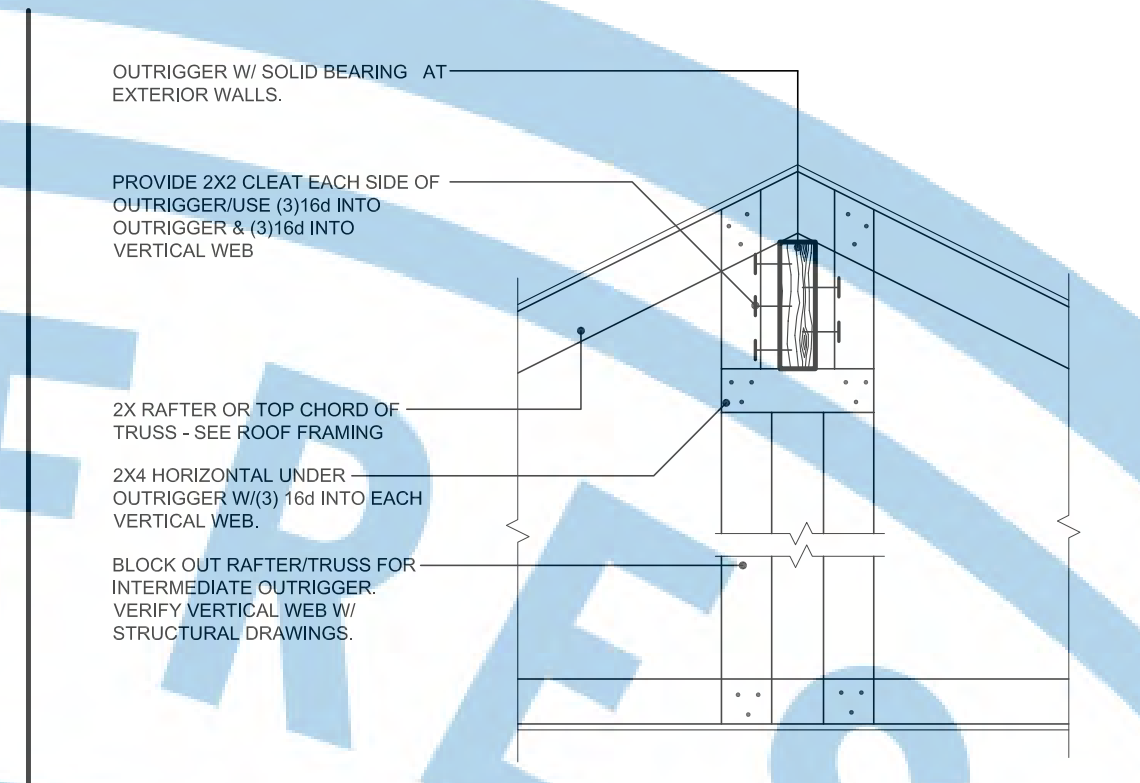 OUTRIGGER W/ SOLID BEARING AT
EXTERIOR WALLS.
PROVIDE 2X2 CLEAT EACH SIDE OF
OUTRIGGER/USE (3)16d INTO
OUTRIGGER & (3)16d INTO
VERTICAL WEB
2X RAFTER OR TOP CHORD OF
TRUSS - SEE ROOF FRAMING
2X4 HORIZONTAL UNDER
OUTRIGGER W/(3) 16d INTO EACH
VERTICAL WEB.
BLOCK OUT RAFTER/TRUSS FOR
INTERMEDIATE OUTRIGGER.
VERIFY VERTICAL WEB W/
STRUCTURAL DRAWINGS.